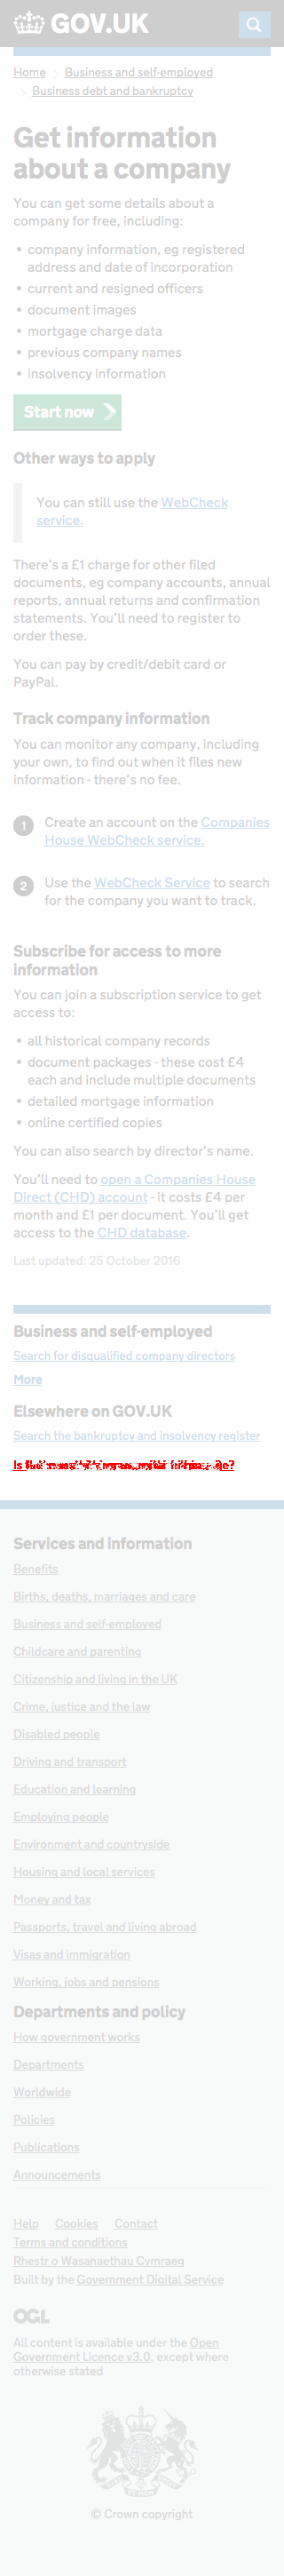 GOV.UK
Home
Business and self-employed
Business debt and bankruptcy
Get information
about a company
You can get some details about a
company for free, including:
• company information, eg registered
address and date of incorporation
• current and resigned officers
• document images
• mortgage charge data
• previous company names
• insolvency information
Start now
Other ways to apply
You can still use the WebCheck
service.
There's a £1 charge for other filed
documents, eg company accounts, annual
reports, annual returns and confirmation
statements. You'll need to register to
order these.
You can pay by credit/debit card or
PayPal.
Track company information
You can monitor any company, including
your own, to find out when it files new
information - there's no fee.
1 Create an account on the Companies
House WebCheck service.
2 Use the WebCheck Service to search
for the company you want to track.
Subscribe for access to more
information
You can join a subscription service to get
access to:
• all historical company records
• document packages - these cost £4
each and include multiple documents
• detailed mortgage information
• online certified copies
You can also search by director's name.
You'll need to open a Companies House
Direct (CHD) account - it costs £4 per
month and £1 per document. You'll get
access to the CHD database.
Last updated: 25 October 2016
Business and self-employed
Search for disqualified company directors
More
Elsewhere on GOV.UK
Search the bankruptcy and insolvency register
Services and information
Benefits
Births, deaths, marriages and care
Business and self-employed
Childcare and parenting
Citizenship and living in the UK
Crime, justice and the law
Disabled people
Driving and transport
Education and learning
Employing people
Environment and countryside
Housing and local services
Money and tax
Passports, travel and living abroad
Visas and immigration
Working, jobs and pensions
Departments and policy
How government works
Departments
Worldwide
Policies
Publications
Announcements
Help Cookies Contact
Terms and conditions
Rhestr o Wasanaethau Cymraeg
Built by the Government Digital Service
OGL
All content is available under the Open
Government Licence v3.0, except where
otherwise stated
© Crown copyright